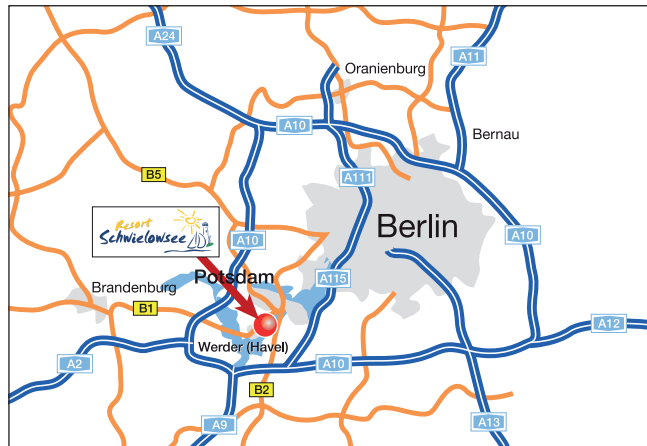 A24
A11
Oranienburg
A10
Bernau
B5
A111
Resort
Schwielowsee
Berlin
A10
A10
Potsdam
A115
Brandenburg
B1
A12
Werder (Havel)
A2
A10
B2
A9
A13